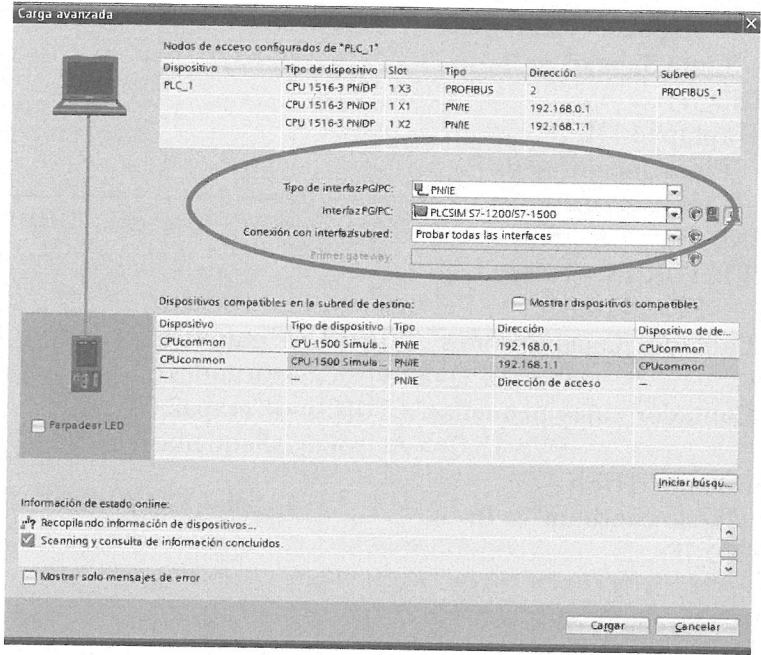 Carga avanzada
Nodos de acceso configurados de "PLC_1"
Dispositivo Tipo de dispositivo Slot Tipo Dirección Subred
PLC_1 CPU 1516-3 PN/DP 1 X3 PROFIBUS 2 PROFIBUS_1
CPU 1516-3 PN/DP 1 X1 PN/IE 192.168.0.1
CPU 1516-3 PN/DP 1 X2 PN/IE 192.168.1.1
Tipo de interfaz PG/PC: PN/IE
Interfaz PG/PC: PLCSIM S7-1200/S7-1500
Conexión con interfaz/subred: Probar todas las interfaces
Primer gateway:
Dispositivos compatibles en la subred de destino: Mostrar dispositivos compatibles
Dispositivo Tipo de dispositivo Tipo Dirección Dispositivo de de...
CPUcommon CPU-1500 Simula... PN/IE 192.168.0.1 CPUcommon
CPUcommon CPU-1500 Simula... PN/IE 192.168.1.1 CPUcommon
— — PN/IE Dirección de acceso —
Parpadear LED
Iniciar búsqu...
Información de estado online:
Recopilando información de dispositivos...
Scanning y consulta de información concluidos.
Mostrar solo mensajes de error
Cargar Cancelar